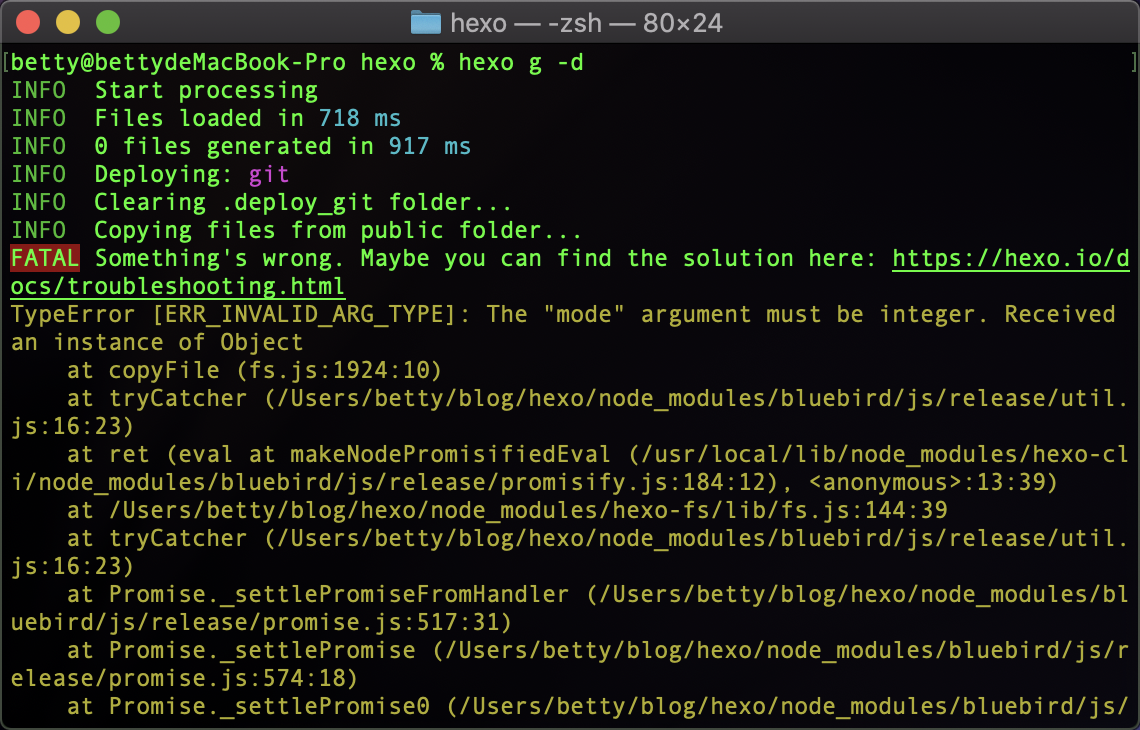 hexo — -zsh — 80×24
[betty@bettydeMacBook-Pro hexo % hexo g -d ]
INFO  Start processing
INFO  Files loaded in 718 ms
INFO  0 files generated in 917 ms
INFO  Deploying: git
INFO  Clearing .deploy_git folder...
INFO  Copying files from public folder...
FATAL Something's wrong. Maybe you can find the solution here: https://hexo.io/d
ocs/troubleshooting.html
TypeError [ERR_INVALID_ARG_TYPE]: The "mode" argument must be integer. Received
an instance of Object
    at copyFile (fs.js:1924:10)
    at tryCatcher (/Users/betty/blog/hexo/node_modules/bluebird/js/release/util.
js:16:23)
    at ret (eval at makeNodePromisifiedEval (/usr/local/lib/node_modules/hexo-cl
i/node_modules/bluebird/js/release/promisify.js:184:12), <anonymous>:13:39)
    at /Users/betty/blog/hexo/node_modules/hexo-fs/lib/fs.js:144:39
    at tryCatcher (/Users/betty/blog/hexo/node_modules/bluebird/js/release/util.
js:16:23)
    at Promise._settlePromiseFromHandler (/Users/betty/blog/hexo/node_modules/bl
uebird/js/release/promise.js:517:31)
    at Promise._settlePromise (/Users/betty/blog/hexo/node_modules/bluebird/js/r
elease/promise.js:574:18)
    at Promise._settlePromise0 (/Users/betty/blog/hexo/node_modules/bluebird/js/